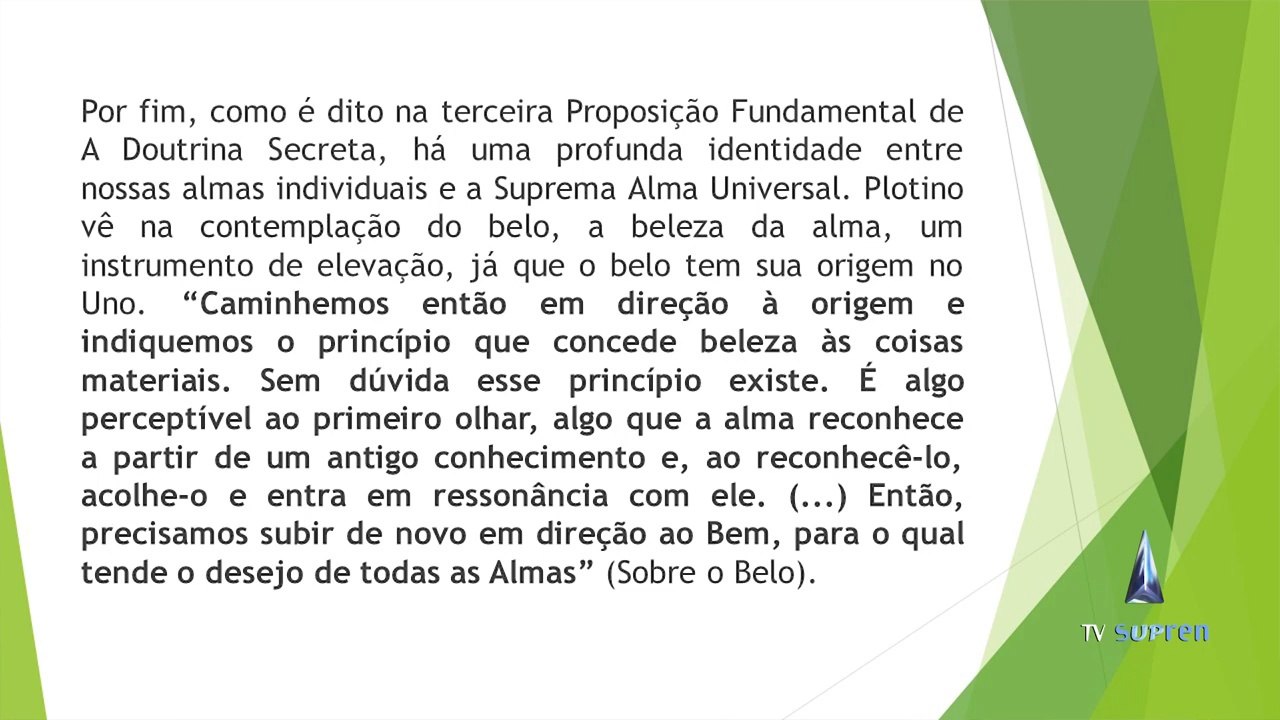 Por fim, como é dito na terceira Proposição Fundamental de
A Doutrina Secreta, há uma profunda identidade entre
nossas almas individuais e a Suprema Alma Universal. Plotino
vê na contemplação do belo, a beleza da alma, um
instrumento de elevação, já que o belo tem sua origem no
Uno. “Caminhemos então em direção à origem e
indiquemos o princípio que concede beleza às coisas
materiais. Sem dúvida esse princípio existe. É algo
perceptível ao primeiro olhar, algo que a alma reconhece
a partir de um antigo conhecimento e, ao reconhecê-lo,
acolhe-o e entra em ressonância com ele. (...) Então,
precisamos subir de novo em direção ao Bem, para o qual
tende o desejo de todas as Almas” (Sobre o Belo).
TV SUPren